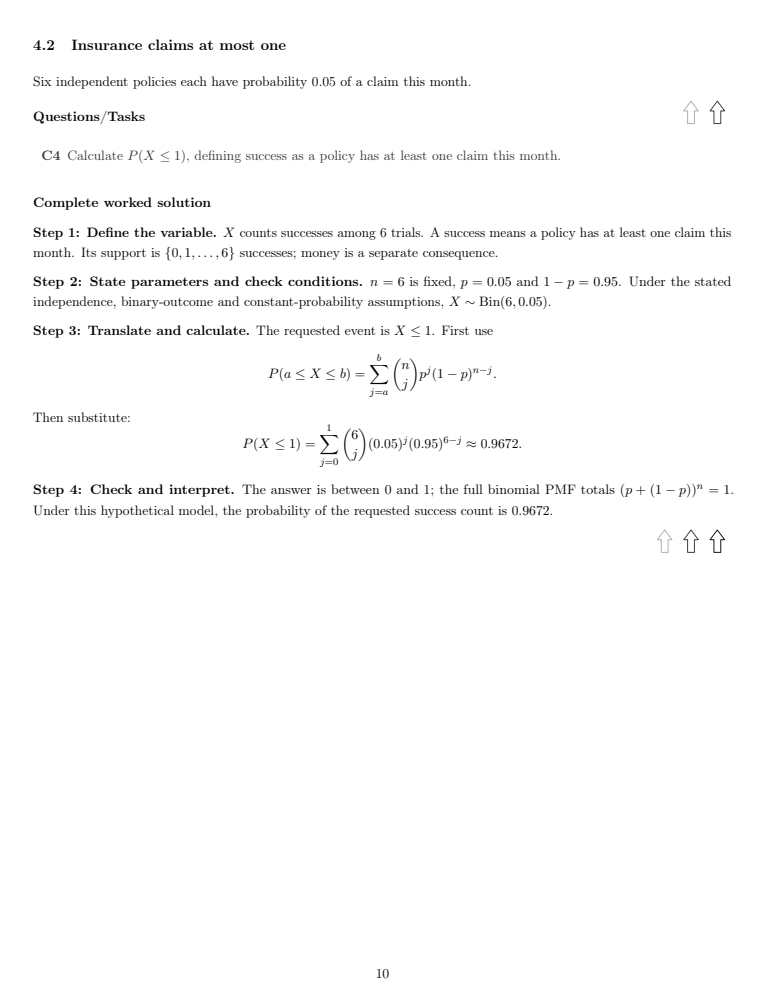 4.2 Insurance claims at most one
Six independent policies each have probability 0.05 of a claim this month.
Questions/Tasks
C4 Calculate P(X ≤ 1), defining success as a policy has at least one claim this month.
Complete worked solution
Step 1: Define the variable. X counts successes among 6 trials. A success means a policy has at least one claim this
month. Its support is {0, 1, . . . , 6} successes; money is a separate consequence.
Step 2: State parameters and check conditions. n = 6 is fixed, p = 0.05 and 1 − p = 0.95. Under the stated
independence, binary-outcome and constant-probability assumptions, X ∼ Bin(6, 0.05).
Step 3: Translate and calculate. The requested event is X ≤ 1. First use
P(a ≤ X ≤ b) = ∑_{j=a}^{b} \binom{n}{j} p^j (1 − p)^{n−j}.
Then substitute:
P(X ≤ 1) = ∑_{j=0}^{1} \binom{6}{j} (0.05)^j (0.95)^{6−j} ≈ 0.9672.
Step 4: Check and interpret. The answer is between 0 and 1; the full binomial PMF totals (p + (1 − p))^n = 1.
Under this hypothetical model, the probability of the requested success count is 0.9672.
10